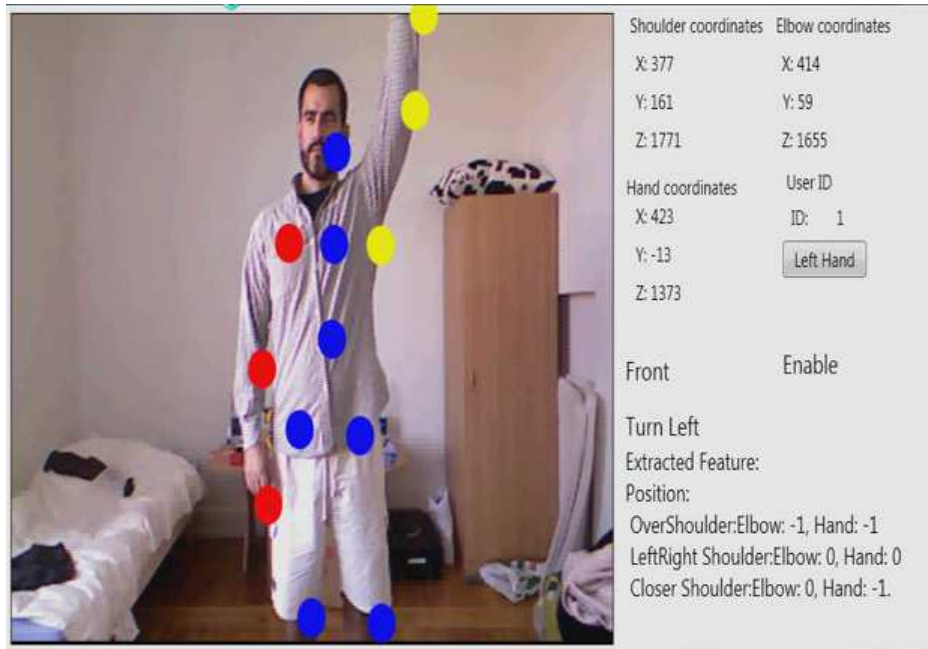 Shoulder coordinates Elbow coordinates
X: 377 X: 414
Y: 161 Y: 59
Z: 1771 Z: 1655
Hand coordinates User ID
X: 423 ID: 1
Y: -13 Left Hand
Z: 1373
Front Enable
Turn Left
Extracted Feature:
Position:
OverShoulder:Elbow: -1, Hand: -1
LeftRight Shoulder:Elbow: 0, Hand: 0
Closer Shoulder:Elbow: 0, Hand: -1.